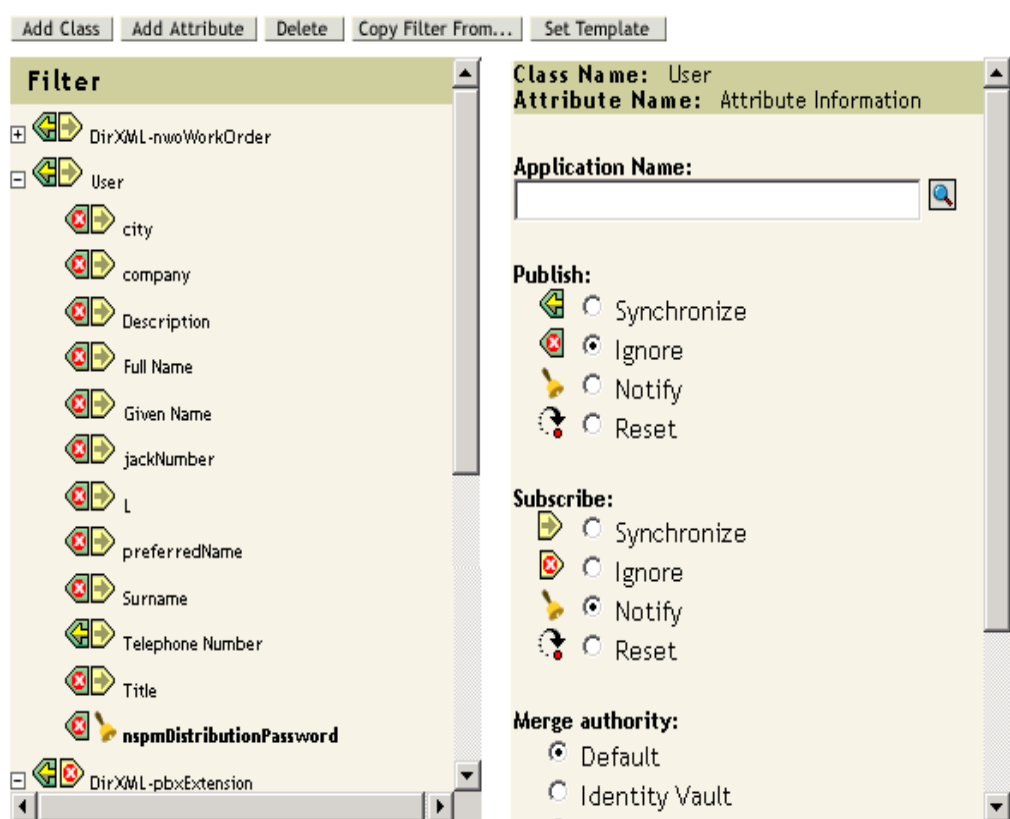 Add Class Add Attribute Delete Copy Filter From... Set Template
Filter
DirXML-nwoWorkOrder
User
city
company
Description
Full Name
Given Name
jackNumber
L
preferredName
Surname
Telephone Number
Title
nspmDistributionPassword
DirXML-pbxExtension
Class Name: User
Attribute Name: Attribute Information
Application Name:
Publish:
Synchronize
Ignore
Notify
Reset
Subscribe:
Synchronize
Ignore
Notify
Reset
Merge authority:
Default
Identity Vault